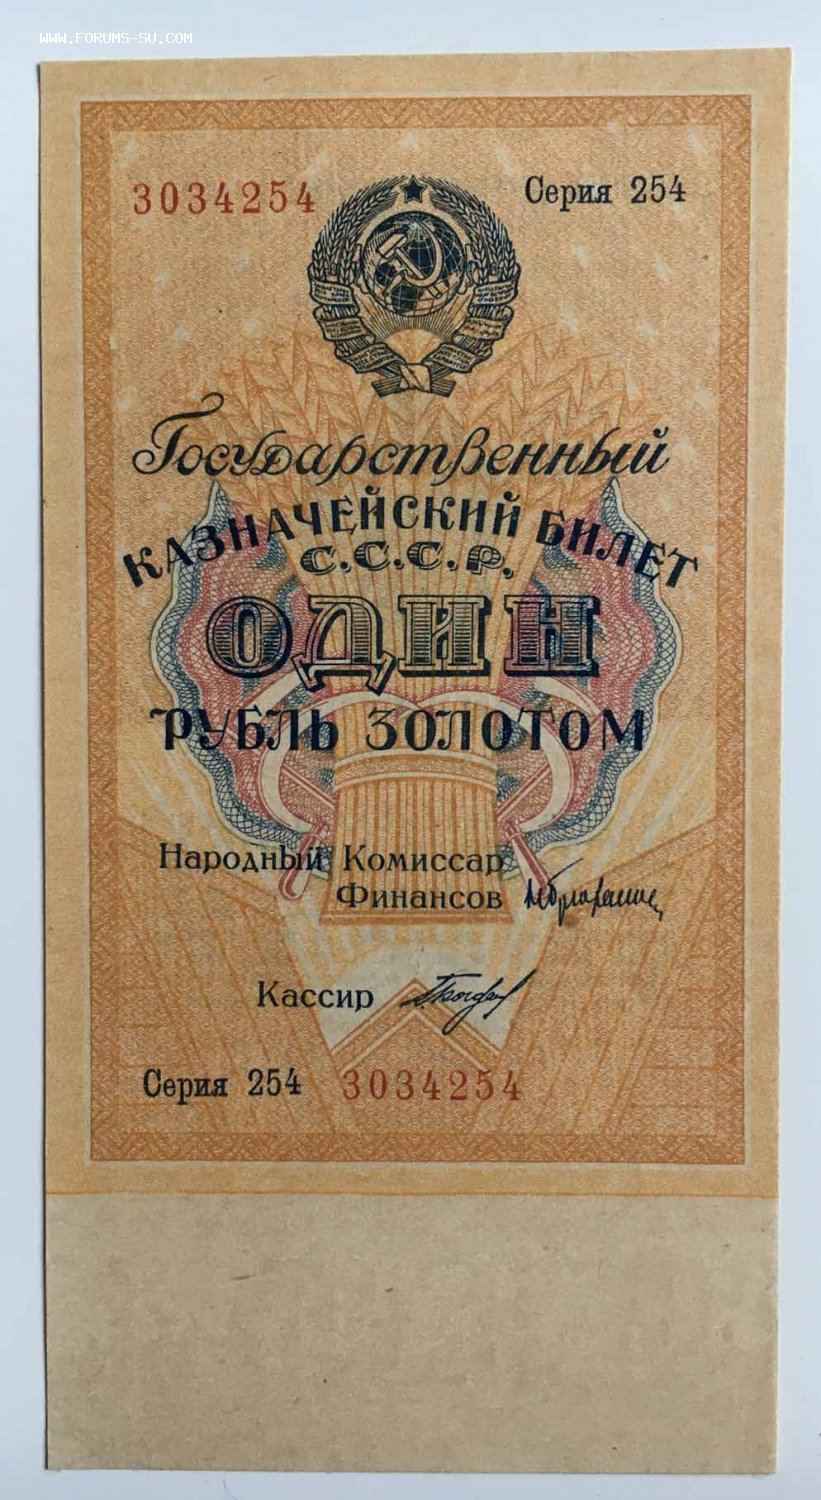 WWW.FORUMS-SU.COM
3034254 Серия 254
Государственный
КАЗНАЧЕЙСКИЙ БИЛЕТ
С.С.С.Р.
ОДИН
РУБЛЬ ЗОЛОТОМ
Народный Комиссар
Финансов
Кассир
Серия 254 3034254